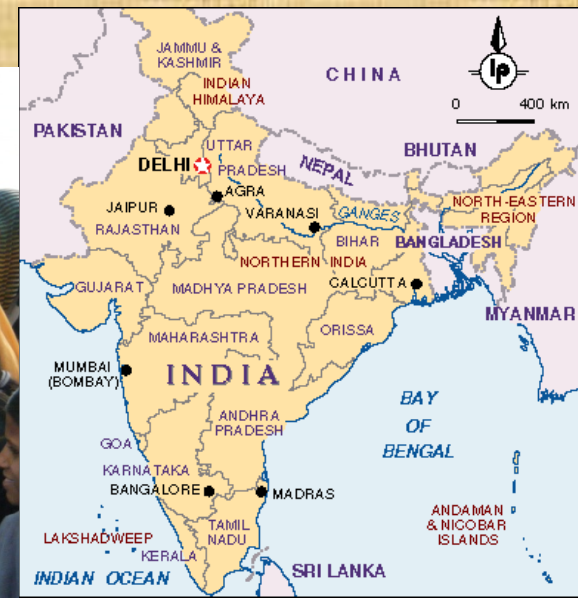 JAMMU &
KASHMIR
CHINA
lp
INDIAN
HIMALAYA
0 400 km
PAKISTAN
UTTAR
PRADESH
DELHI
NEPAL
BHUTAN
AGRA
NORTH-EASTERN
REGION
JAIPUR
VARANASI
GANGES
RAJASTHAN
BIHAR
BANGLADESH
NORTHERN INDIA
GUJARAT
MADHYA PRADESH
CALCUTTA
MYANMAR
MAHARASHTRA
ORISSA
MUMBAI
(BOMBAY)
INDIA
BAY
OF
BENGAL
ANDHRA
PRADESH
GOA
KARNATAKA
BANGALORE
MADRAS
ANDAMAN
& NICOBAR
ISLANDS
LAKSHADWEEP
TAMIL
NADU
KERALA
SRI LANKA
INDIAN OCEAN